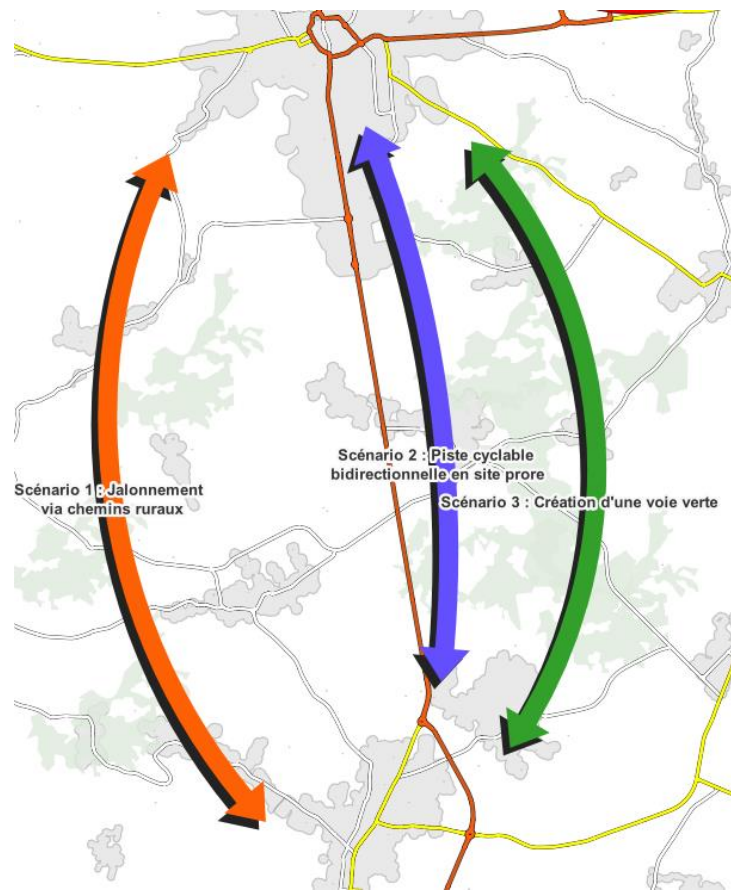 Scénario 1 : Jalonnement
via chemins ruraux
Scénario 2 : Piste cyclable
bidirectionnelle en site prore
Scénario 3 : Création d'une voie verte